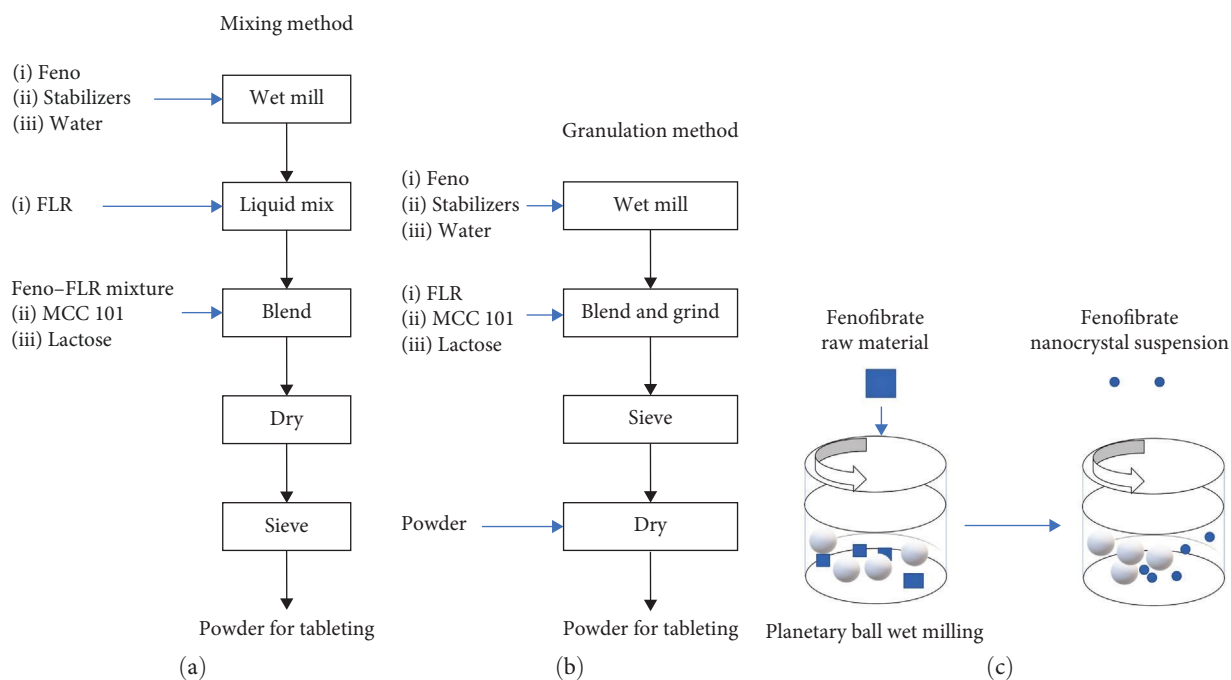 Mixing method
(i) Feno
(ii) Stabilizers
(iii) Water
Wet mill
(i) FLR
Liquid mix
Feno–FLR mixture
(ii) MCC 101
(iii) Lactose
Blend
Dry
Sieve
Powder for tableting
(a)
Granulation method
(i) Feno
(ii) Stabilizers
(iii) Water
Wet mill
(i) FLR
(ii) MCC 101
(iii) Lactose
Blend and grind
Sieve
Powder
Dry
Powder for tableting
(b)
Fenofibrate
raw material
Fenofibrate
nanocrystal suspension
Planetary ball wet milling
(c)